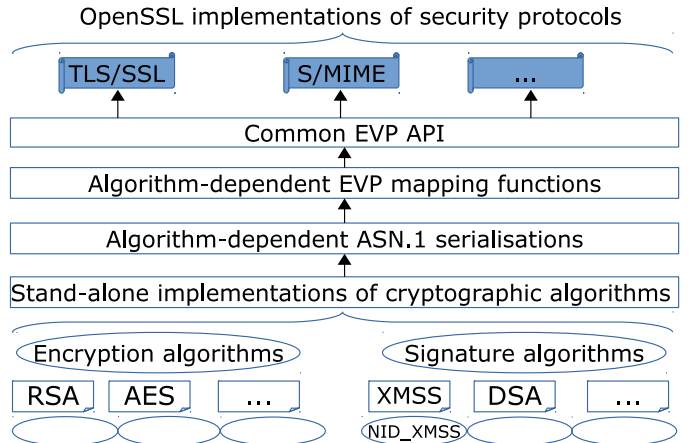 OpenSSL implementations of security protocols
TLS/SSL
S/MIME
...
Common EVP API
Algorithm-dependent EVP mapping functions
Algorithm-dependent ASN.1 serialisations
Stand-alone implementations of cryptographic algorithms
Encryption algorithms
Signature algorithms
RSA
AES
...
XMSS
DSA
...
NID_XMSS